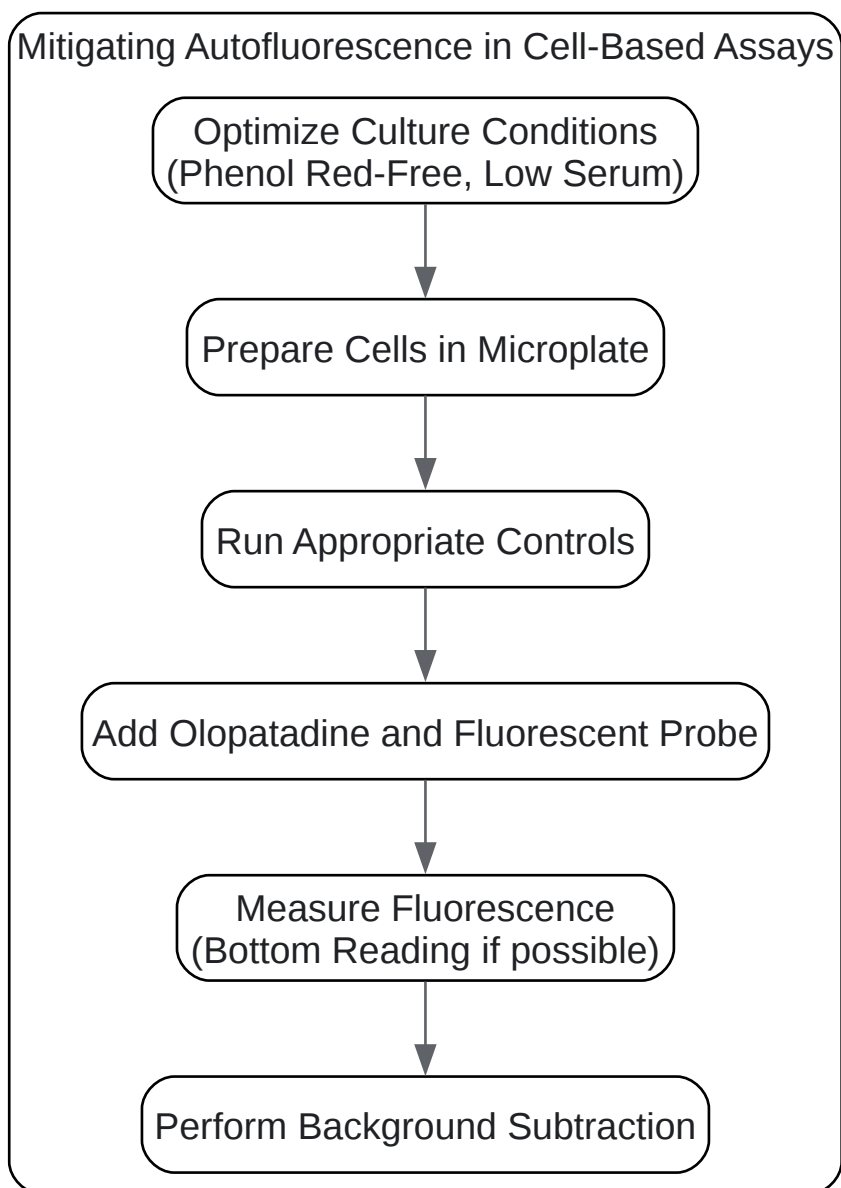 Mitigating Autofluorescence in Cell-Based Assays
Optimize Culture Conditions
(Phenol Red-Free, Low Serum)
Prepare Cells in Microplate
Run Appropriate Controls
Add Olopatadine and Fluorescent Probe
Measure Fluorescence
(Bottom Reading if possible)
Perform Background Subtraction